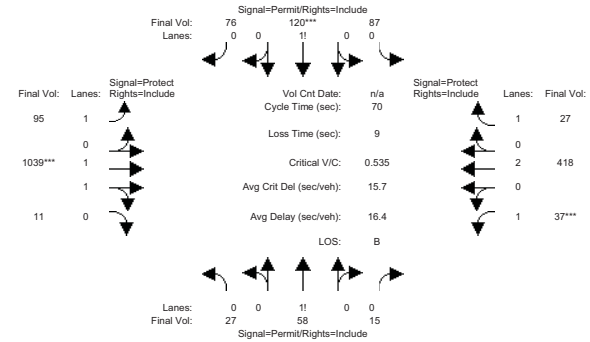 Signal=Permit/Rights=Include
Final Vol: 76 120*** 87
Lanes: 0 0 1! 0 0
Signal=Protect Signal=Protect
Final Vol: Lanes: Rights=Include Vol Cnt Date: n/a Rights=Include Lanes: Final Vol:
Cycle Time (sec): 70
95 1 1 27
Loss Time (sec): 9
0 0
1039*** 1 Critical V/C: 0.535 2 418
1 Avg Crit Del (sec/veh): 15.7 0
11 0 Avg Delay (sec/veh): 16.4 1 37***
LOS: B
Lanes: 0 0 1! 0 0
Final Vol: 27 58 15
Signal=Permit/Rights=Include